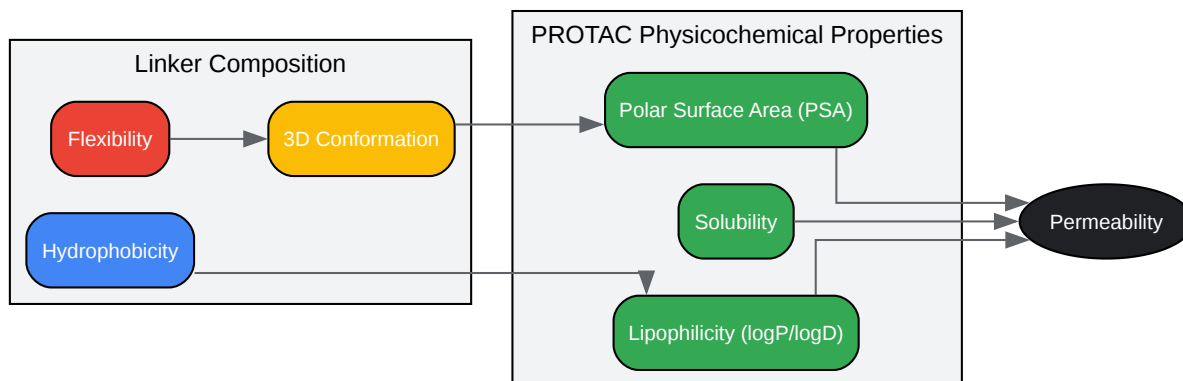 Linker Composition
Flexibility
3D Conformation
Hydrophobicity
PROTAC Physicochemical Properties
Polar Surface Area (PSA)
Solubility
Lipophilicity (logP/logD)
Permeability